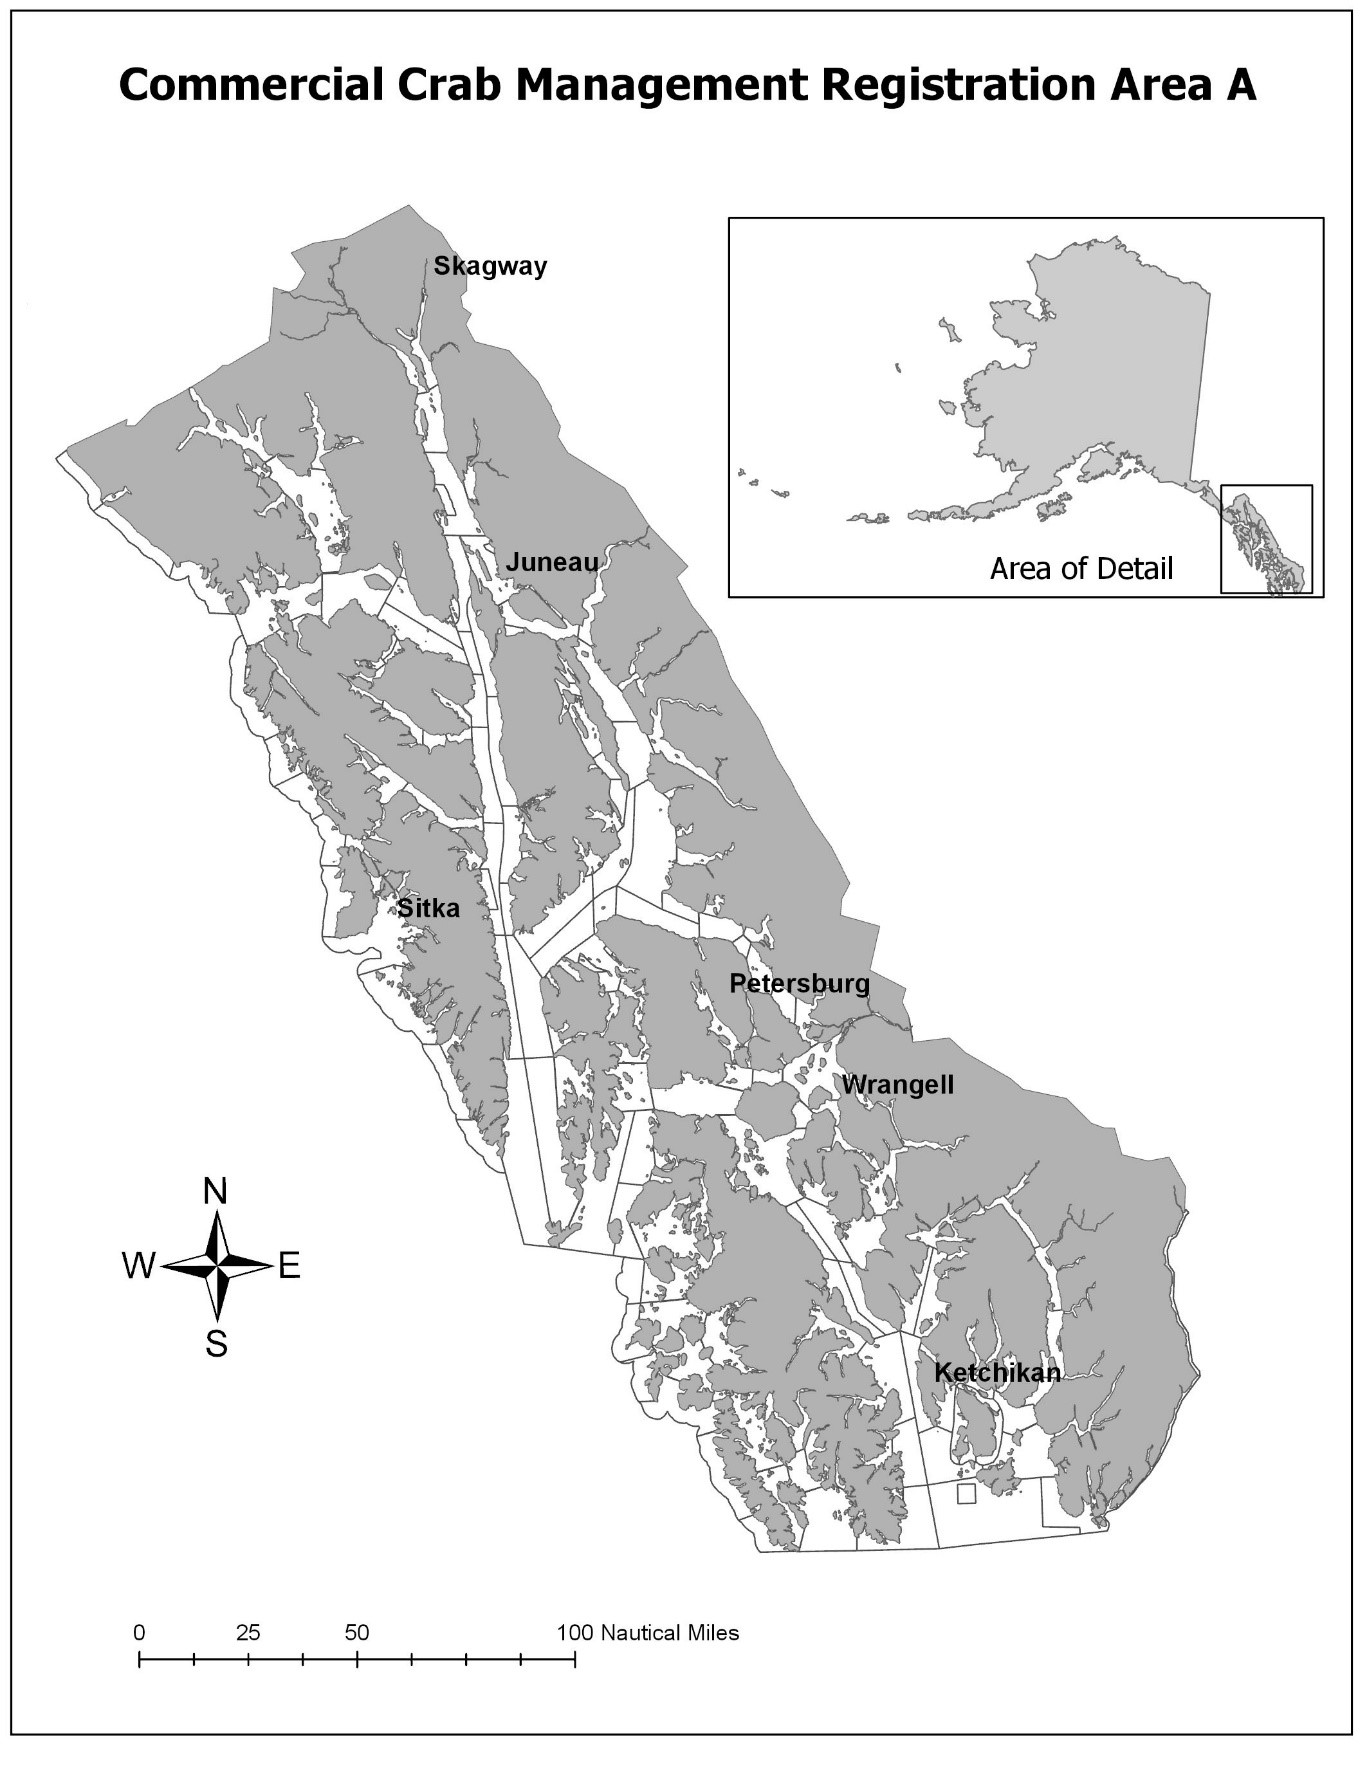 Commercial Crab Management Registration Area A
Skagway
Juneau
Area of Detail
Sitka
Petersburg
Wrangell
N
W E
S
Ketchikan
0 25 50 100 Nautical Miles